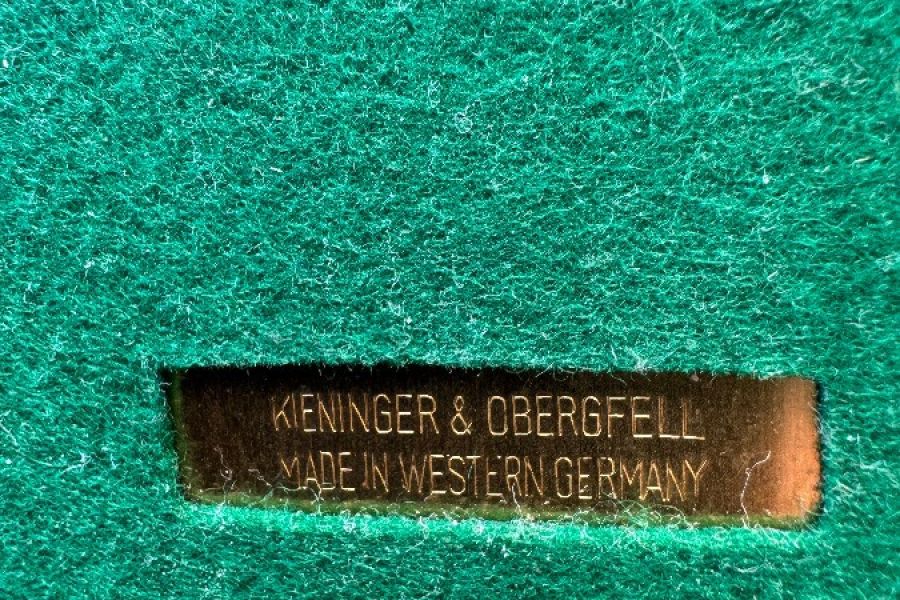 KIENINGER & OBERGFELL
MADE IN WESTERN GERMANY